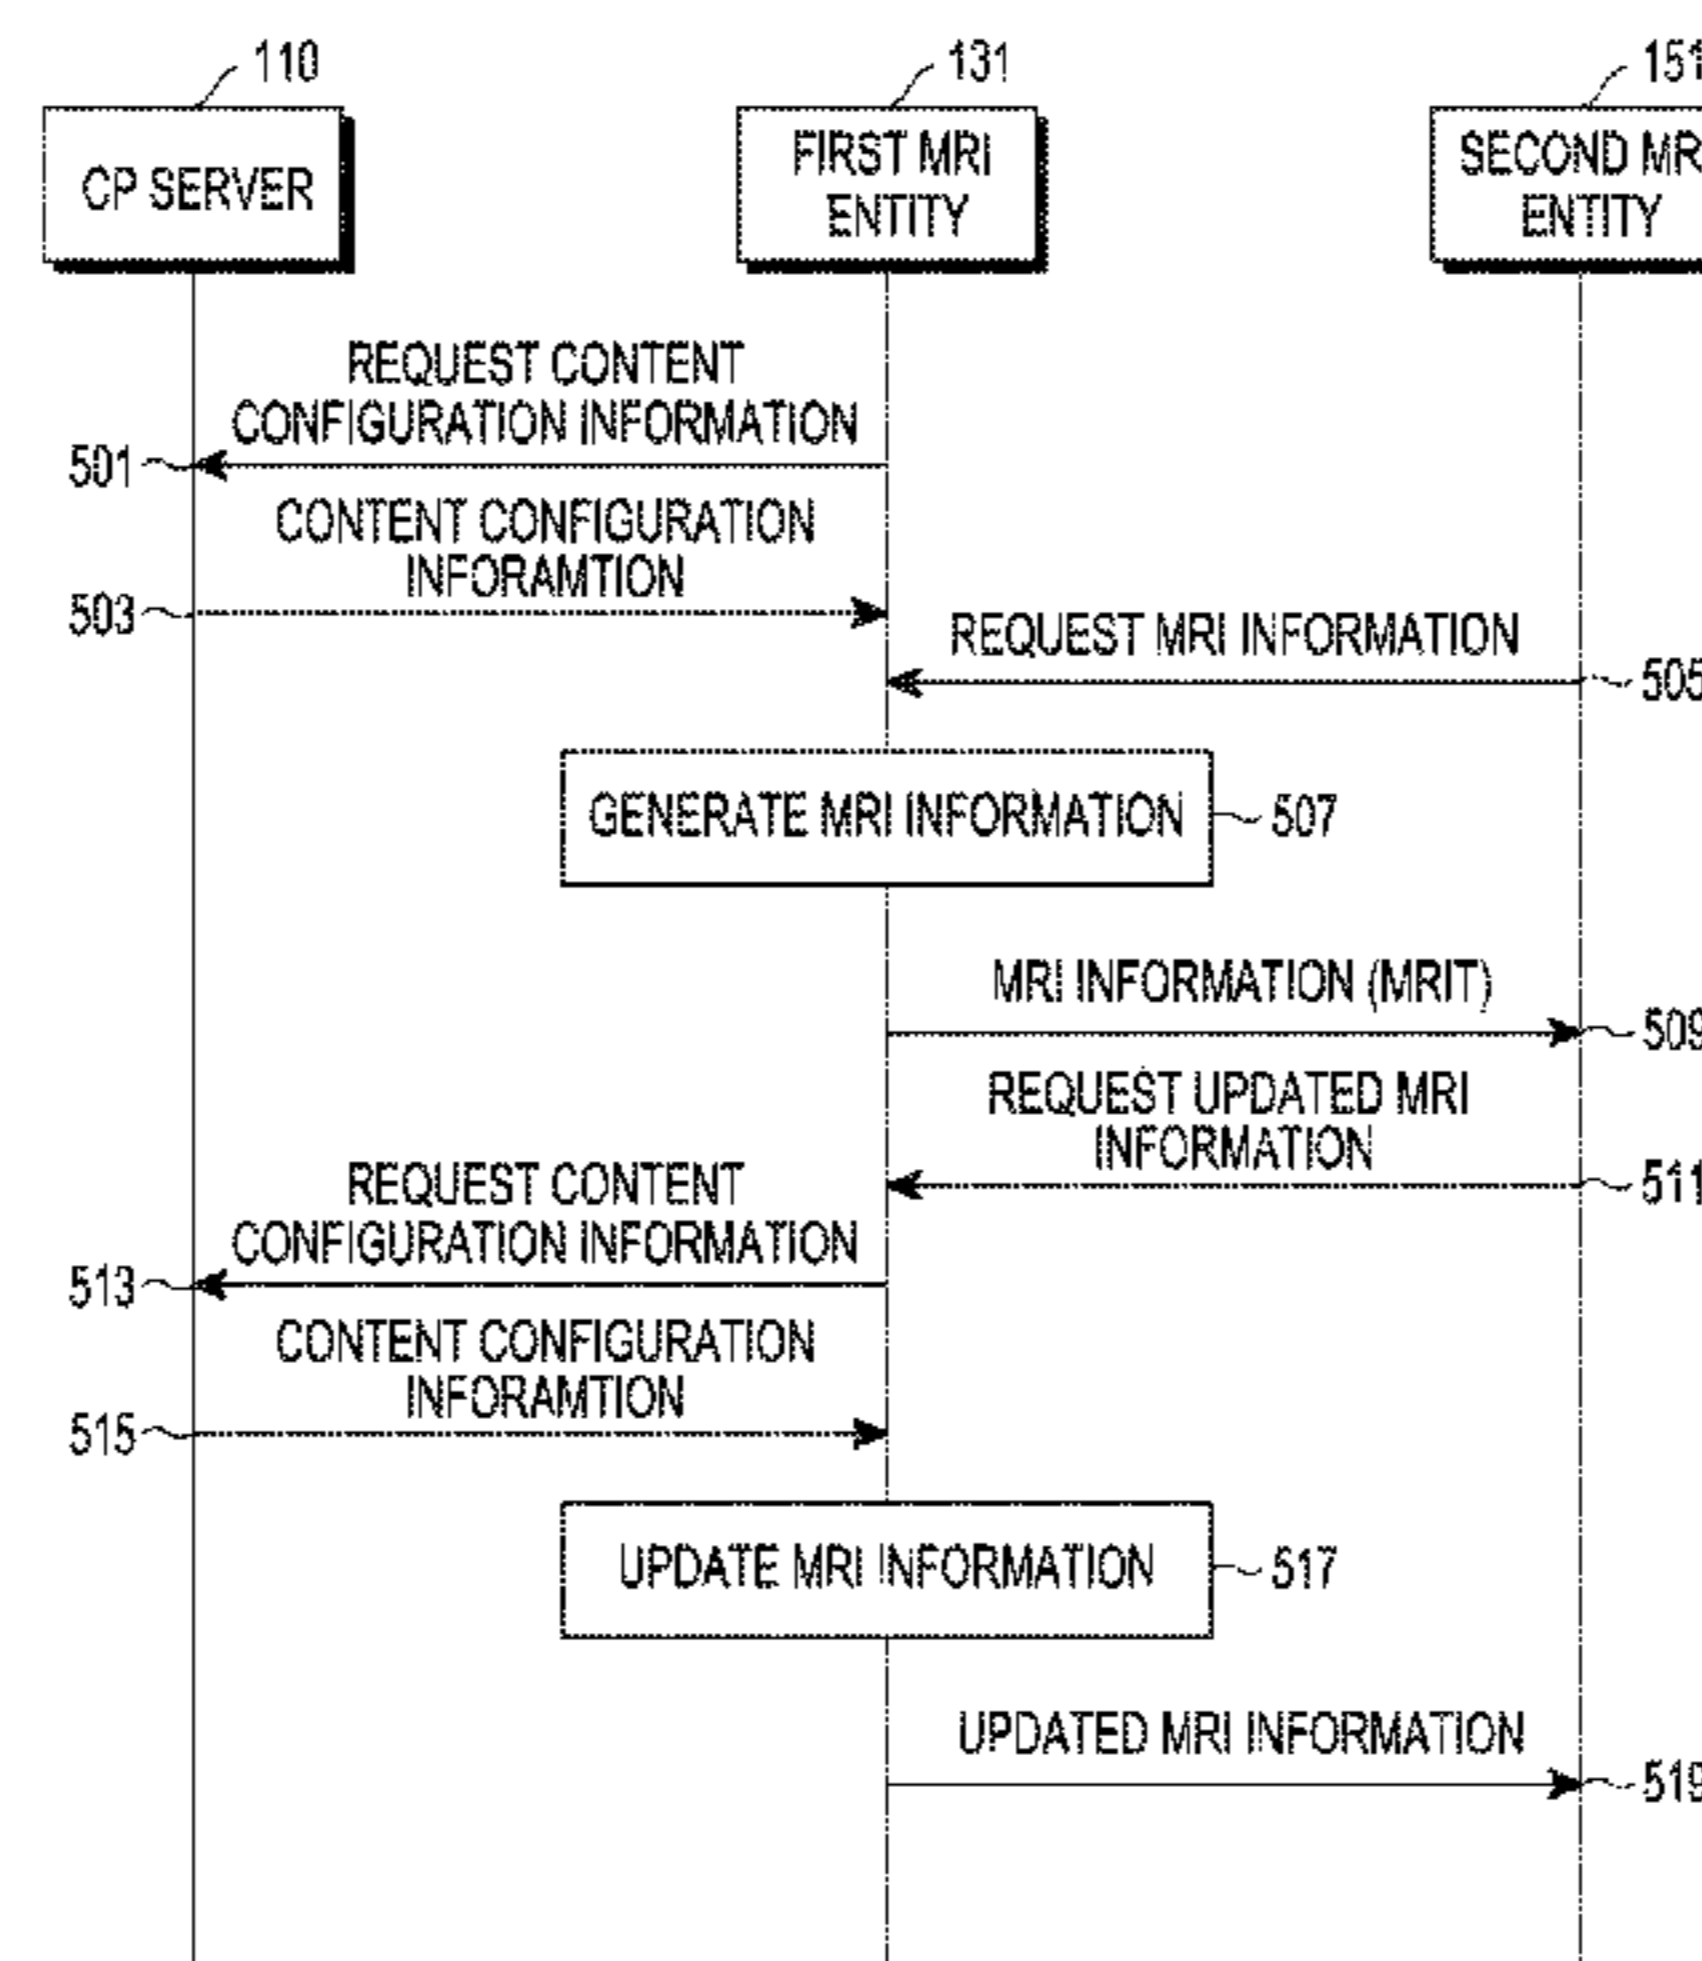 110
131
151
CP SERVER
FIRST MRI
ENTITY
SECOND MR
ENTITY
REQUEST CONTENT
CONFIGURATION INFORMATION
501
CONTENT CONFIGURATION
INFORAMTION
503
REQUEST MRI INFORMATION
505
GENERATE MRI INFORMATION
507
MRI INFORMATION (MRIT)
509
REQUEST UPDATED MRI
INFORMATION
511
REQUEST CONTENT
CONFIGURATION INFORMATION
513
CONTENT CONFIGURATION
INFORAMTION
515
UPDATE MRI INFORMATION
517
UPDATED MRI INFORMATION
519